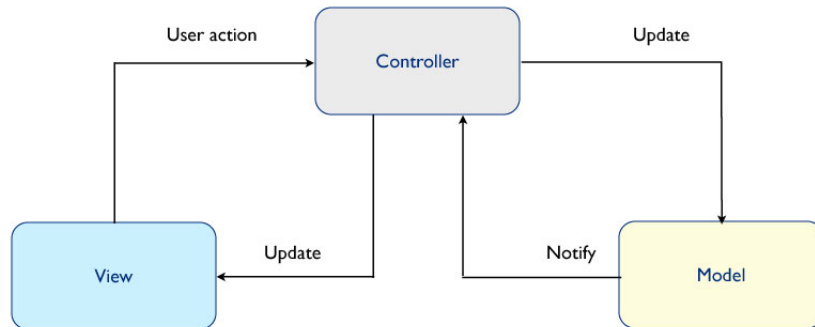 User action
Update
Controller
Update
Notify
View
Model